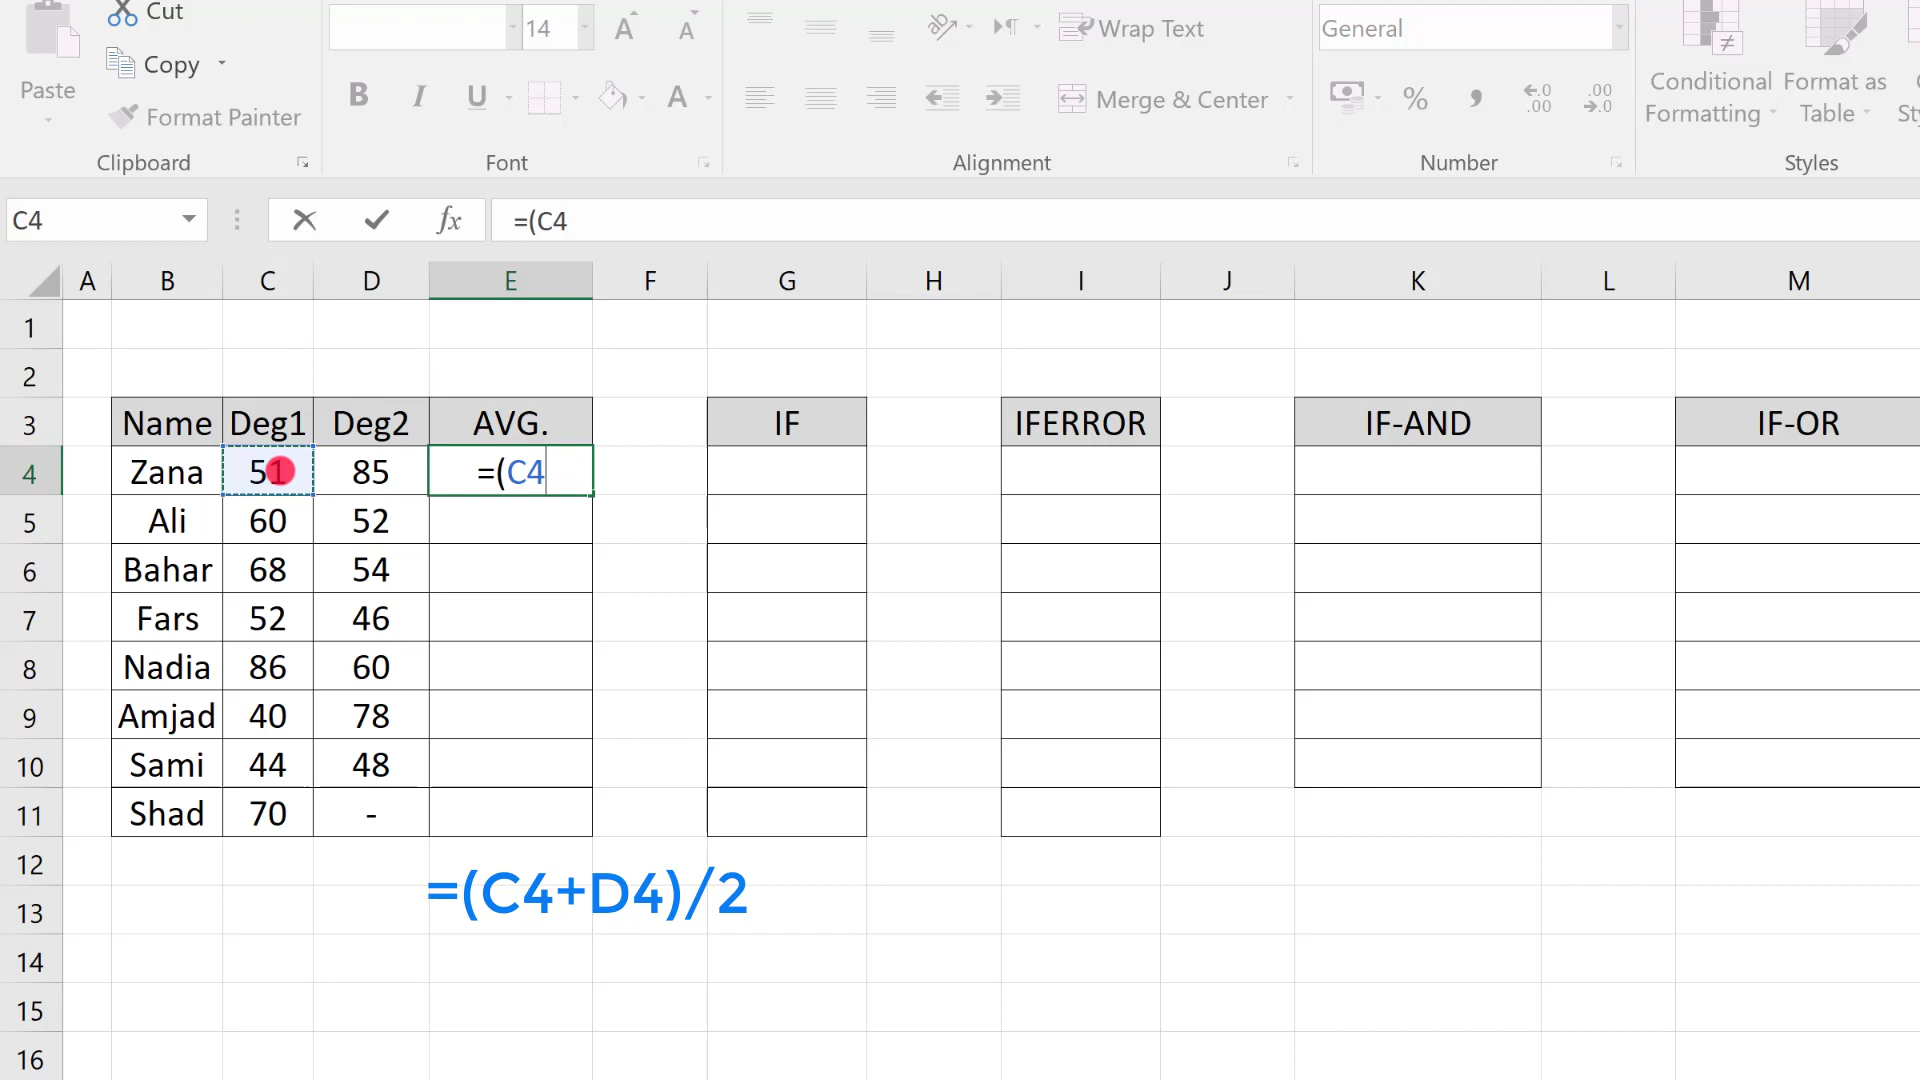 Cut
Copy
Paste
Format Painter
Clipboard
14
A A
B I U A
Font
Wrap Text
Merge & Center
Alignment
General
% ,
.0 .00
.00 .0
Number
Conditional
Formatting
Format as
Table
Styles
C4
fx
=(C4
A B C D E F G H I J K L M
1
2
3 Name Deg1 Deg2 AVG. IF IFERROR IF-AND IF-OR
4 Zana 51 85 =(C4
5 Ali 60 52
6 Bahar 68 54
7 Fars 52 46
8 Nadia 86 60
9 Amjad 40 78
10 Sami 44 48
11 Shad 70 -
12
=(C4+D4)/2
13
14
15
16